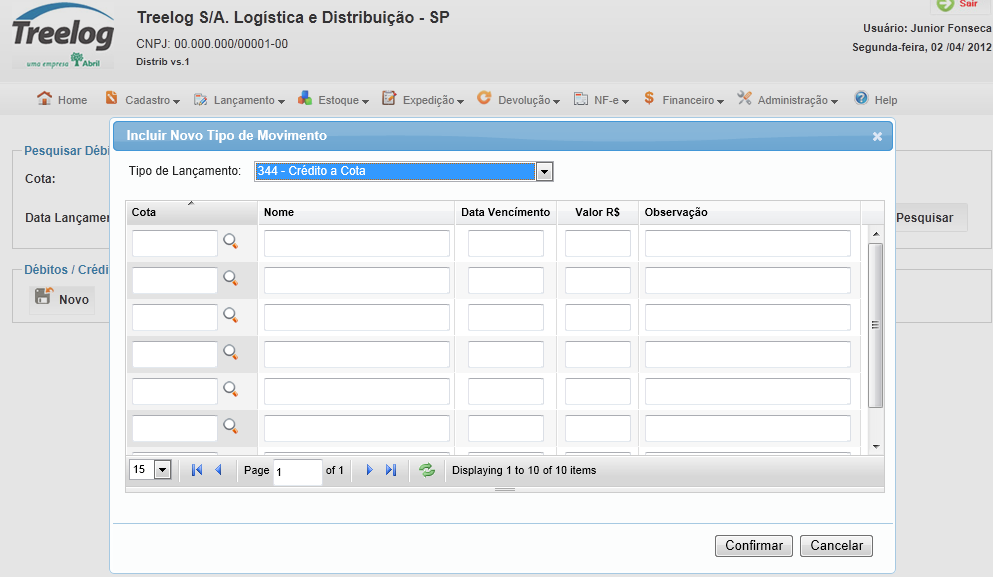 Treelog
uma empresa Abril
Treelog S/A. Logística e Distribuição - SP
CNPJ: 00.000.000/00001-00
Distrib vs.1
Sair
Usuário: Junior Fonseca
Segunda-feira, 02 /04/ 2012
Home Cadastro Lançamento Estoque Expedição Devolução NF-e Financeiro Administração Help
Incluir Novo Tipo de Movimento
Pesquisar Débi
Tipo de Lançamento: 344 - Crédito a Cota
Cota:
Data Lançamen
Pesquisar
Cota Nome Data Vencímento Valor R$ Observação
Débitos / Crédi
Novo
15 Page 1 of 1 Displaying 1 to 10 of 10 items
Confirmar Cancelar